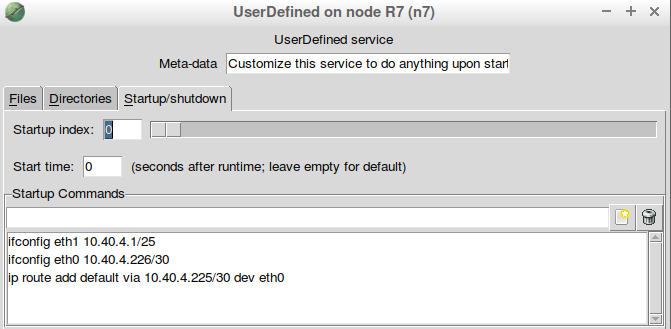 UserDefined on node R7 (n7)
UserDefined service
Meta-data Customize this service to do anything upon start
Files Directories Startup/shutdown
Startup index: 0
Start time: 0 (seconds after runtime; leave empty for default)
Startup Commands
ifconfig eth1 10.40.4.1/25
ifconfig eth0 10.40.4.226/30
ip route add default via 10.40.4.225/30 dev eth0